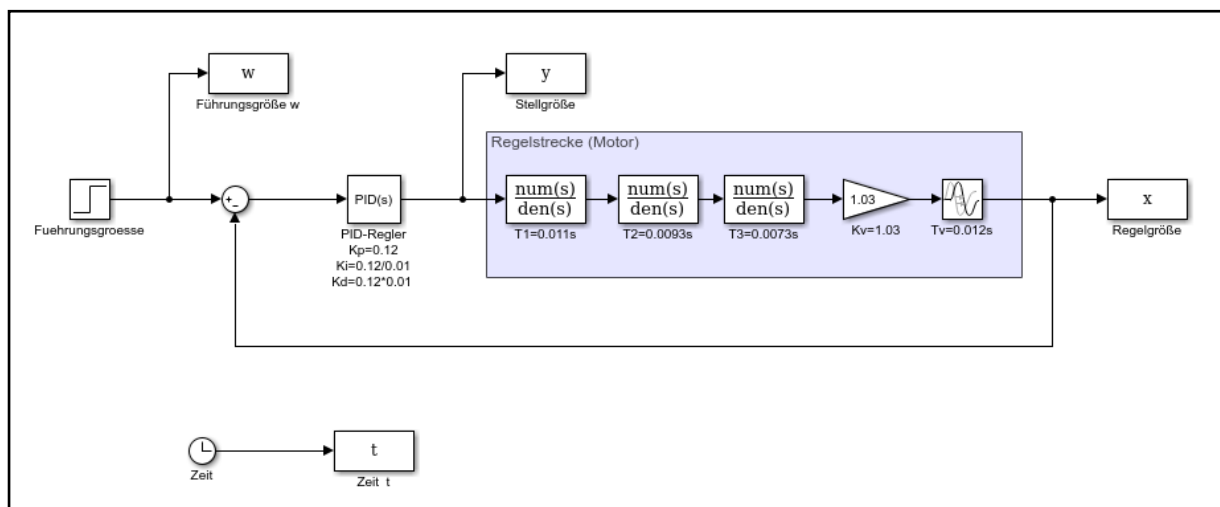 w
Führungsgröße w
y
Stellgröße
Regelstrecke (Motor)
Fuehrungsgroesse
+
-
PID(s)
PID-Regler
Kp=0.12
Ki=0.12/0.01
Kd=0.12*0.01
num(s)
den(s)
T1=0.011s
num(s)
den(s)
T2=0.0093s
num(s)
den(s)
T3=0.0073s
1.03
Kv=1.03
Tv=0.012s
x
Regelgröße
Zeit
t
Zeit t